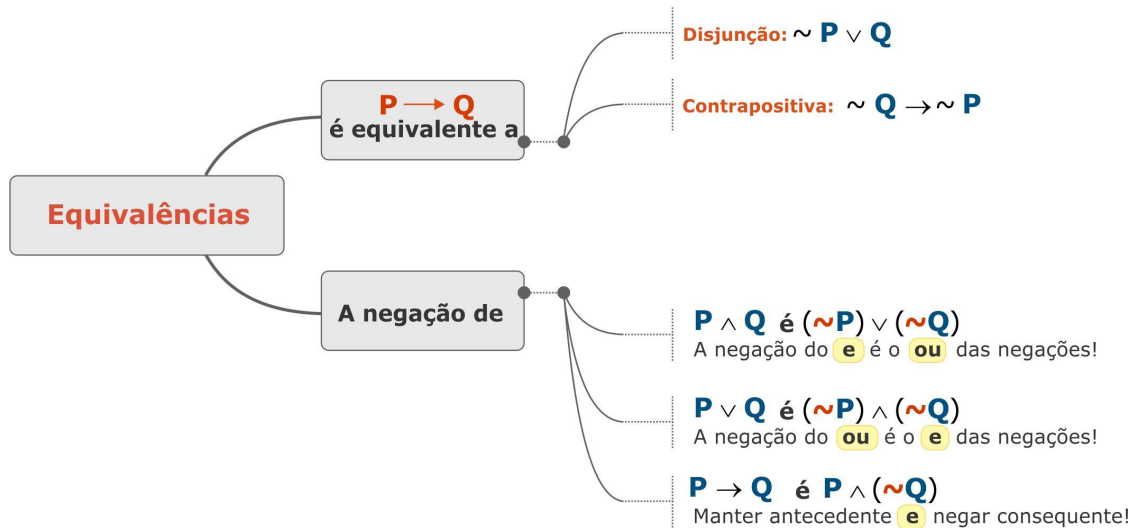 Equivalências
P → Q
é equivalente a
Disjunção: ~ P ∨ Q
Contrapositiva: ~ Q →~ P
A negação de
P ∧ Q é (~P) ∨ (~Q)
A negação do e é o ou das negações!
P ∨ Q é (~P) ∧ (~Q)
A negação do ou é o e das negações!
P → Q é P ∧ (~Q)
Manter antecedente e negar consequente!